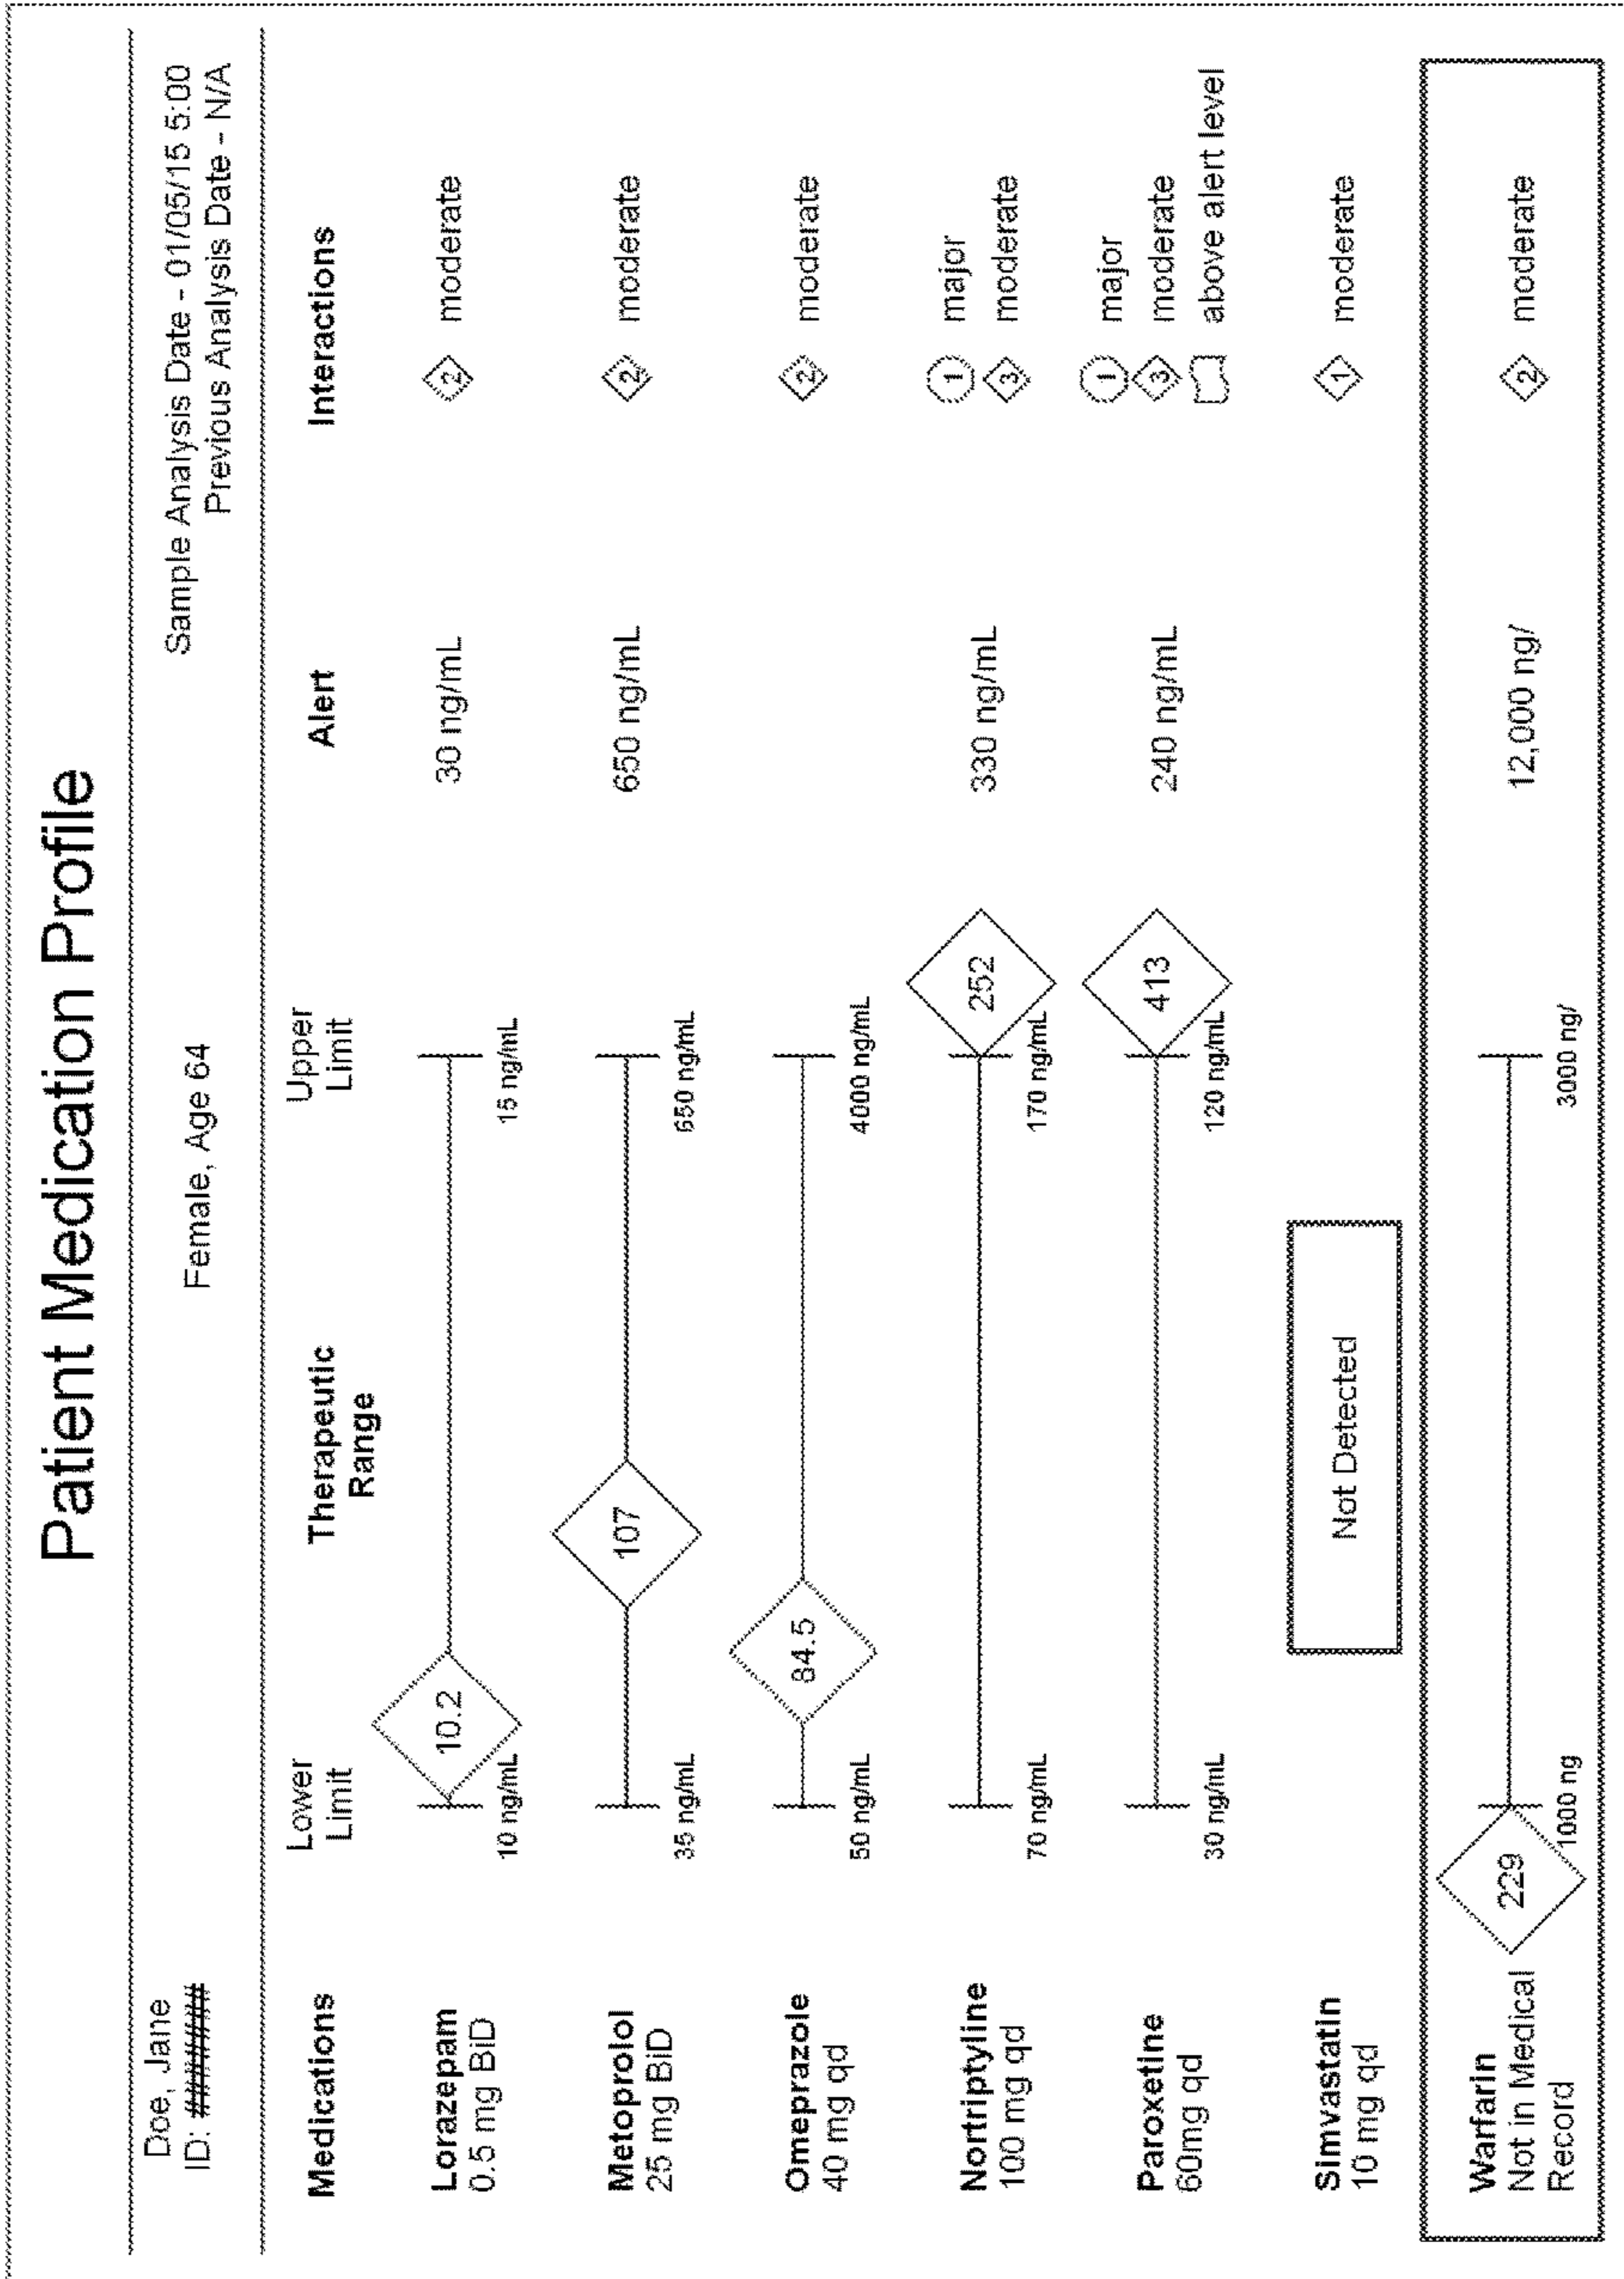 Patient Medication Profile
Doe, Jane
ID: #######
Female, Age 64
Sample Analysis Date - 01/05/15 5:00
Previous Analysis Date - N/A
Medications
Lower
Limit
Therapeutic
Range
Upper
Limit
Alert
Interactions
Lorazepam
0.5 mg BiD
10.2
10 ng/mL
15 ng/mL
30 ng/mL
2 moderate
Metoprolol
25 mg BiD
107
35 ng/mL
650 ng/mL
650 ng/mL
2 moderate
Omeprazole
40 mg qd
84.5
50 ng/mL
4000 ng/mL
2 moderate
Nortriptyline
100 mg qd
252
70 ng/mL
170 ng/mL
330 ng/mL
1 major
3 moderate
Paroxetine
60mg qd
413
30 ng/mL
120 ng/mL
240 ng/mL
1 major
3 moderate
above alert level
Simvastatin
10 mg qd
Not Detected
1 moderate
Warfarin
Not in Medical
Record
229
1000 ng
3000 ng/
12,000 ng/
2 moderate